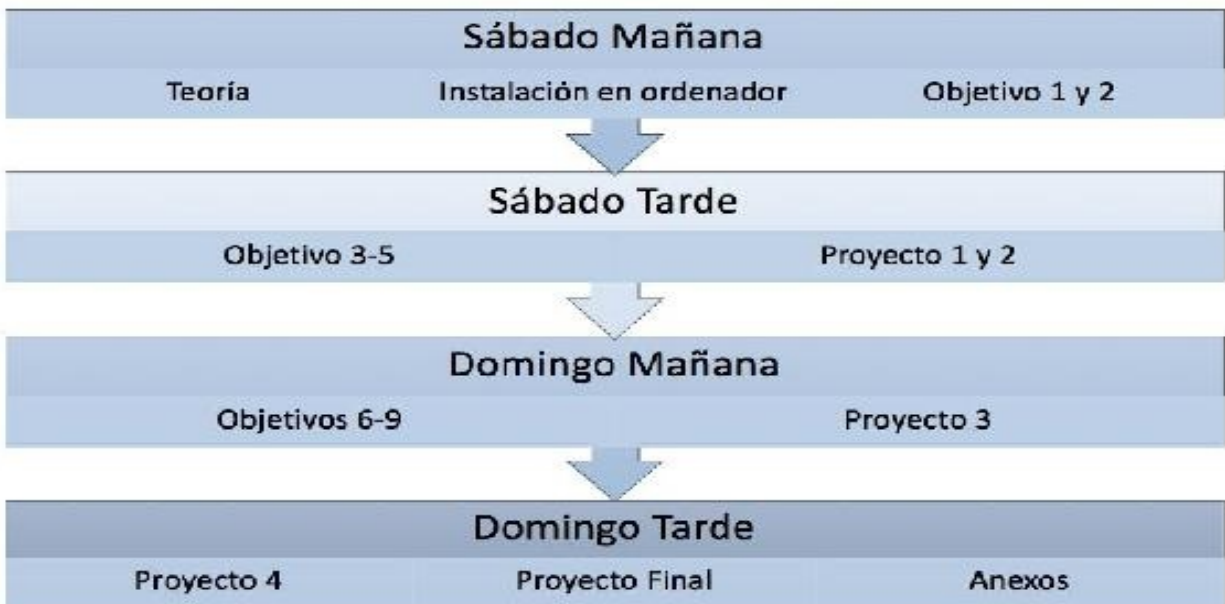 Sábado Mañana
Teoría Instalación en ordenador Objetivo 1 y 2
Sábado Tarde
Objetivo 3-5 Proyecto 1 y 2
Domingo Mañana
Objetivos 6-9 Proyecto 3
Domingo Tarde
Proyecto 4 Proyecto Final Anexos